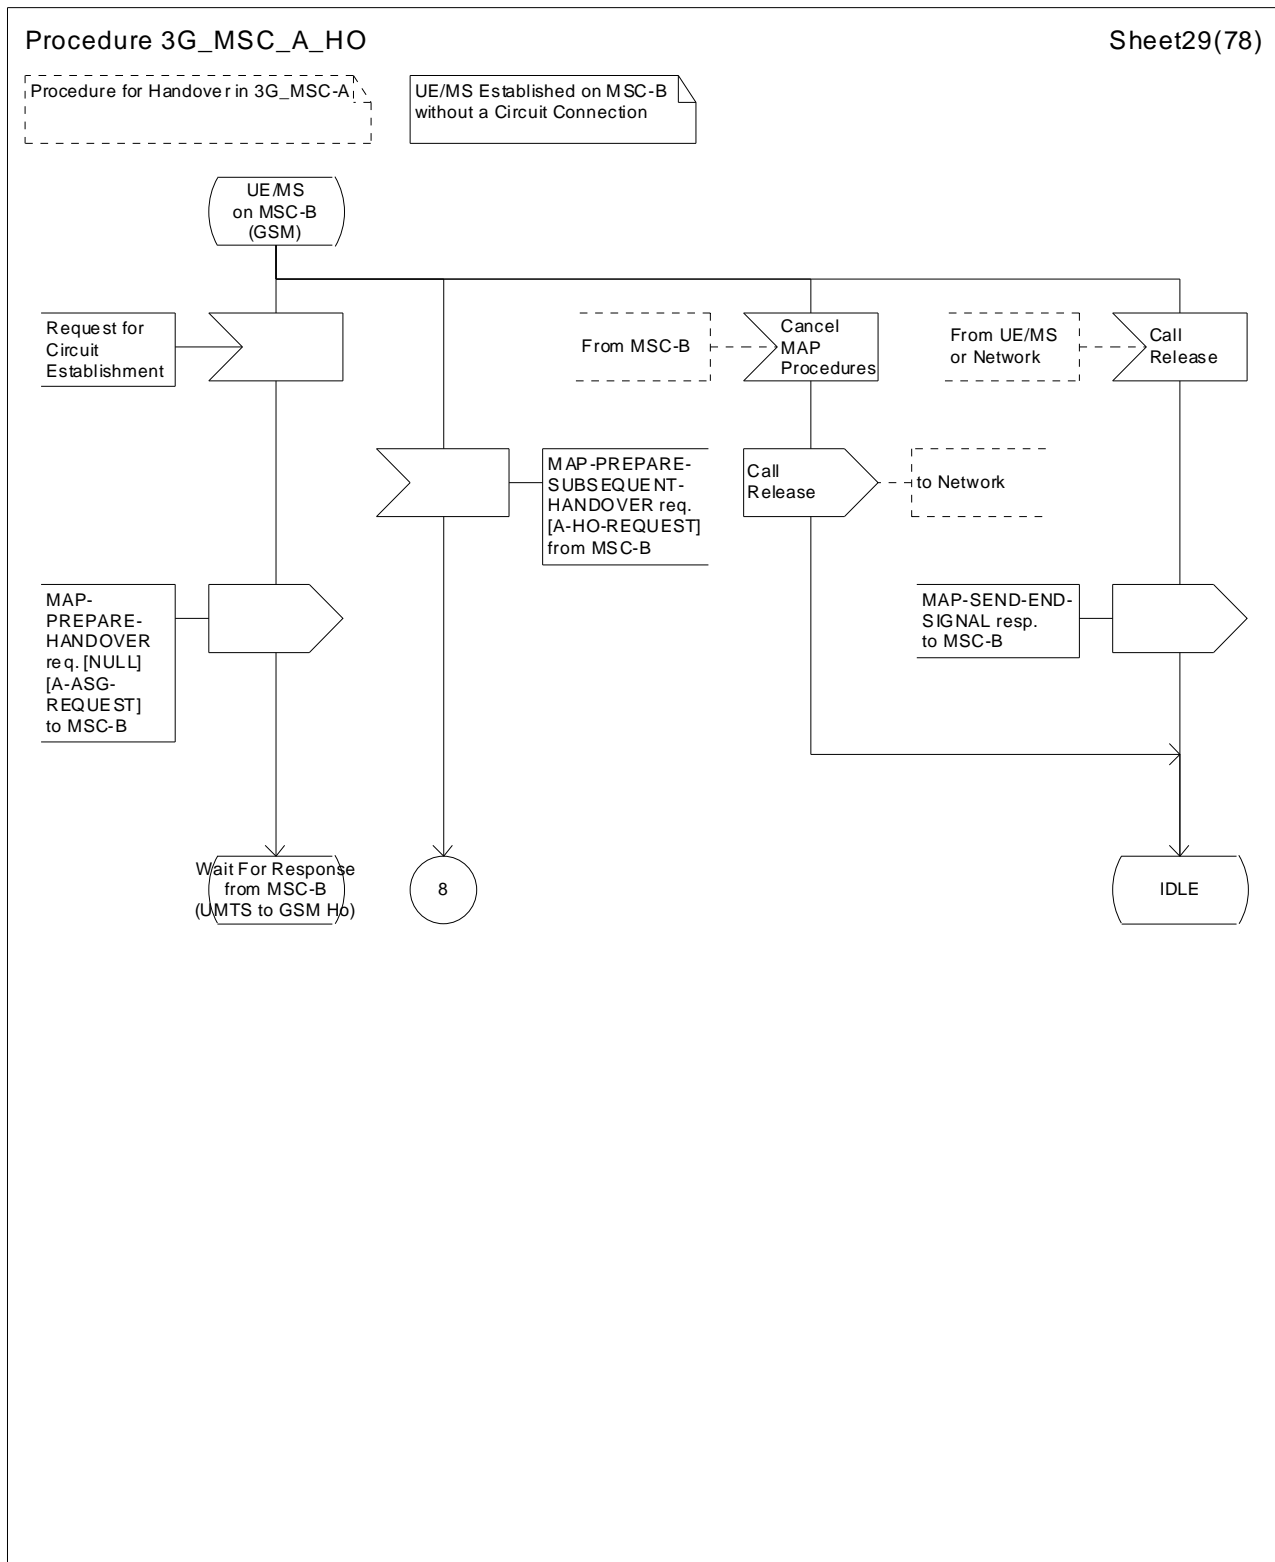 Procedure 3G_MSC_A_HO
Sheet29(78)
Procedure for Handover in 3G_MSC-A
UE/MS Established on MSC-B
without a Circuit Connection
UE/MS
on MSC-B
(GSM)
Request for
Circuit
Establishment
From MSC-B
Cancel
MAP
Procedures
From UE/MS
or Network
Call
Release
MAP-PREPARE-
SUBSEQUENT-
HANDOVER req.
[A-HO-REQUEST]
from MSC-B
Call
Release
to Network
MAP-
PREPARE-
HANDOVER
req. [NULL]
[A-ASG-
REQUEST]
to MSC-B
MAP-SEND-END-
SIGNAL resp.
to MSC-B
Wait For Response
from MSC-B
(UMTS to GSM Ho)
8
IDLE